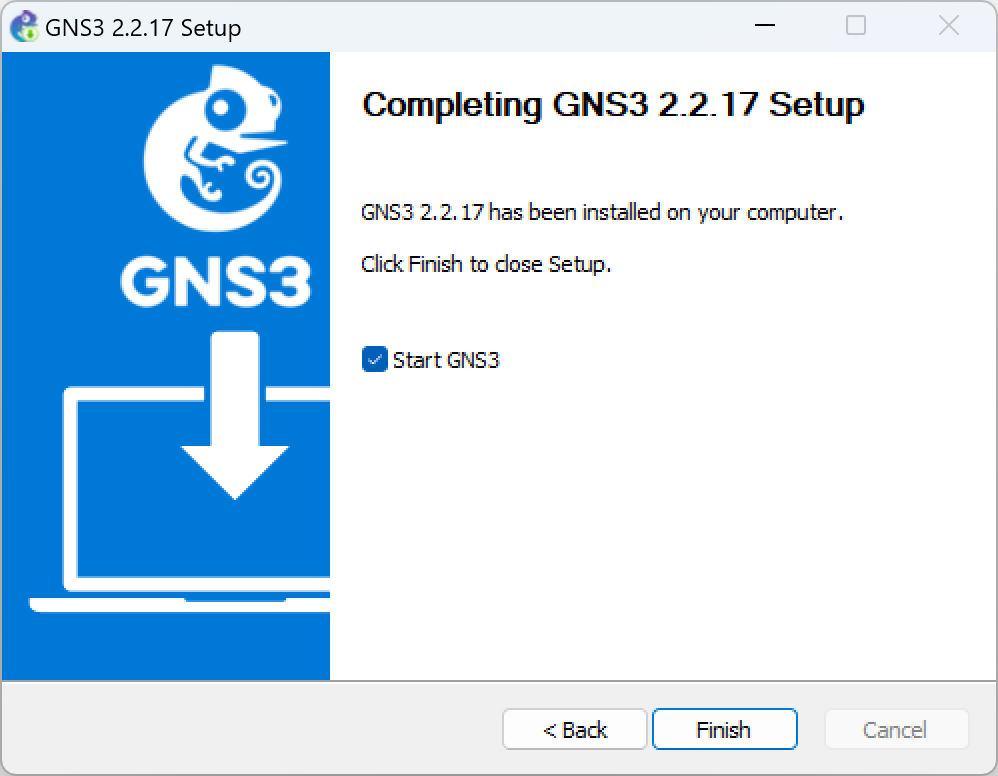 GNS3 2.2.17 Setup
GNS3
Completing GNS3 2.2.17 Setup
GNS3 2.2.17 has been installed on your computer.
Click Finish to close Setup.
Start GNS3
< Back
Finish
Cancel